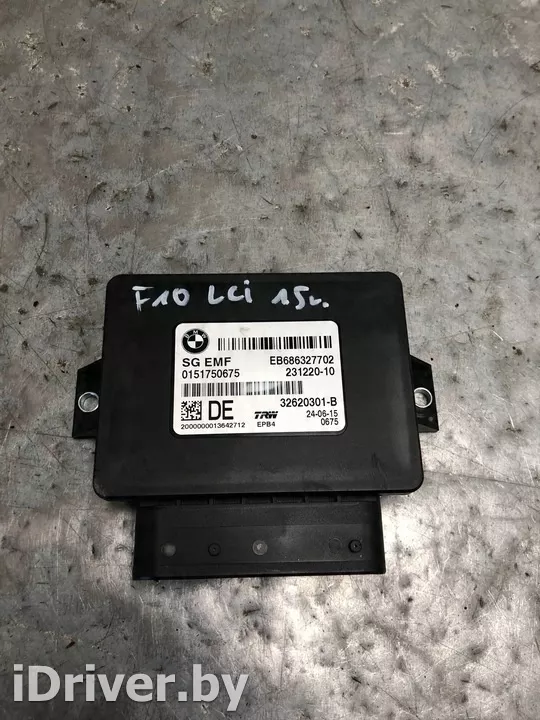 F10 LCi 15г.
BMW
SG EMF EB686327702
0151750675 231220-10
32620301-B
DE TRW 24-06-15
2000000013642712 EPB4 0675
iDriver.by